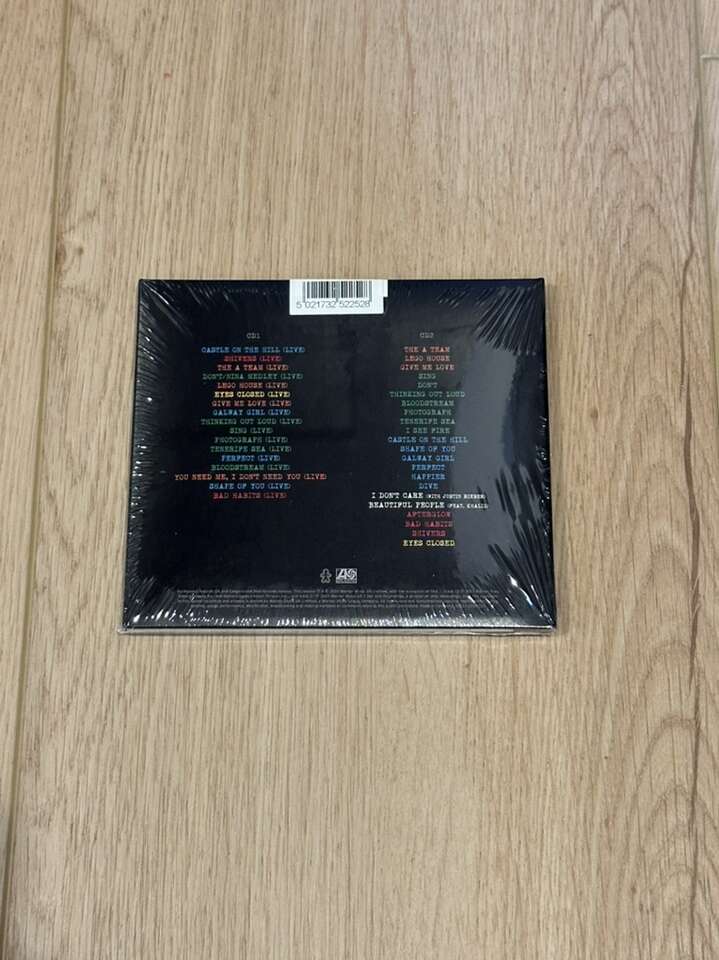 5 021732 522528
CD1
CASTLE ON THE HILL (LIVE)
SHIVERS (LIVE)
THE A TEAM (LIVE)
DON'T/NINA MEDLEY (LIVE)
LEGO HOUSE (LIVE)
EYES CLOSED (LIVE)
GIVE ME LOVE (LIVE)
GALWAY GIRL (LIVE)
THINKING OUT LOUD (LIVE)
SING (LIVE)
PHOTOGRAPH (LIVE)
TENERIFE SEA (LIVE)
PERFECT (LIVE)
BLOODSTREAM (LIVE)
YOU NEED ME, I DON'T NEED YOU (LIVE)
SHAPE OF YOU (LIVE)
BAD HABITS (LIVE)
CD2
THE A TEAM
LEGO HOUSE
GIVE ME LOVE
SING
DON'T
THINKING OUT LOUD
BLOODSTREAM
PHOTOGRAPH
TENERIFE SEA
I SEE FIRE
CASTLE ON THE HILL
SHAPE OF YOU
GALWAY GIRL
PERFECT
HAPPIER
DIVE
I DON'T CARE (WITH JUSTIN BIEBER)
BEAUTIFUL PEOPLE (FEAT. KHALID)
AFTERGLOW
BAD HABITS
SHIVERS
EYES CLOSED